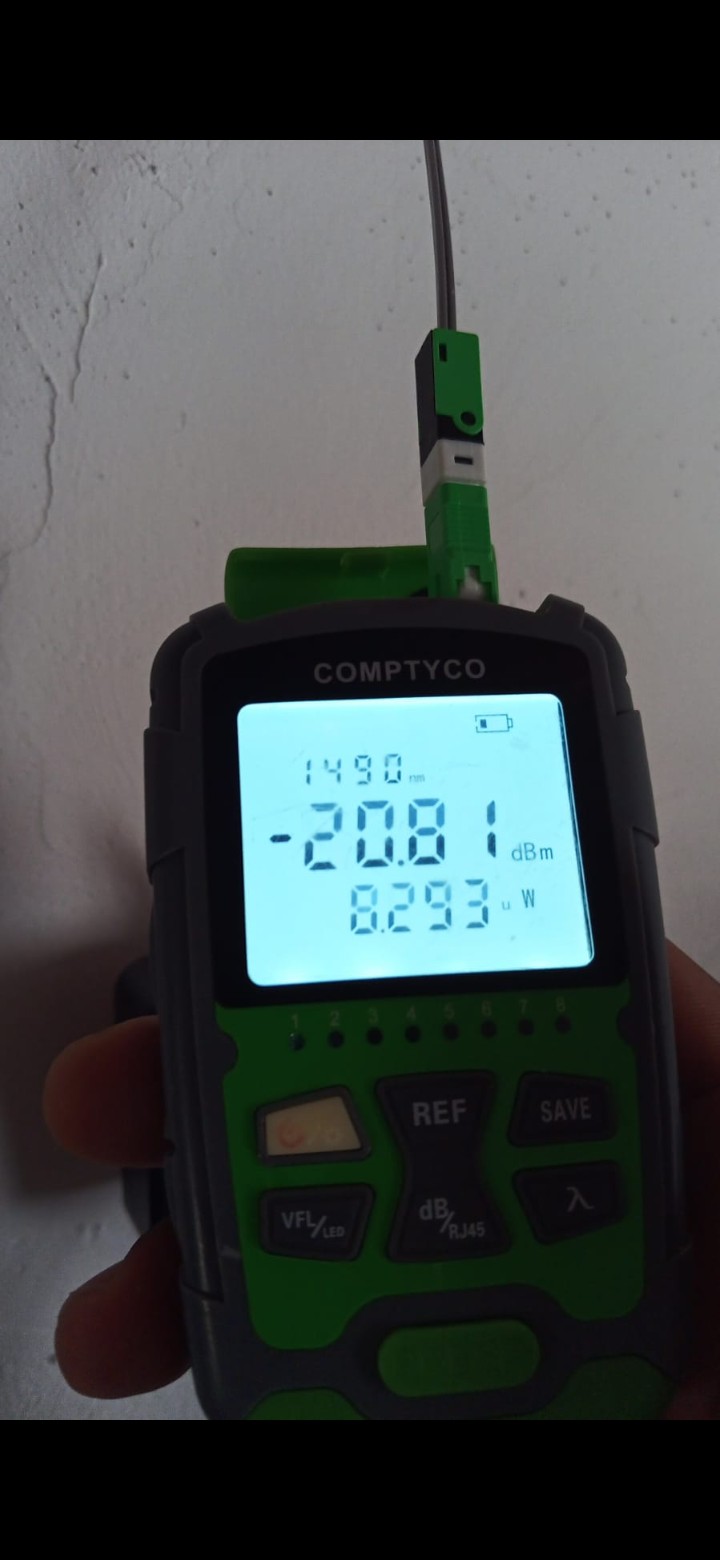 COMPTYCO
1490 nm
-20.81 dBm
8.293 u W
1 2 3 4 5 6 7 8
REF
SAVE
VFL/LED
dB/RJ45
λ